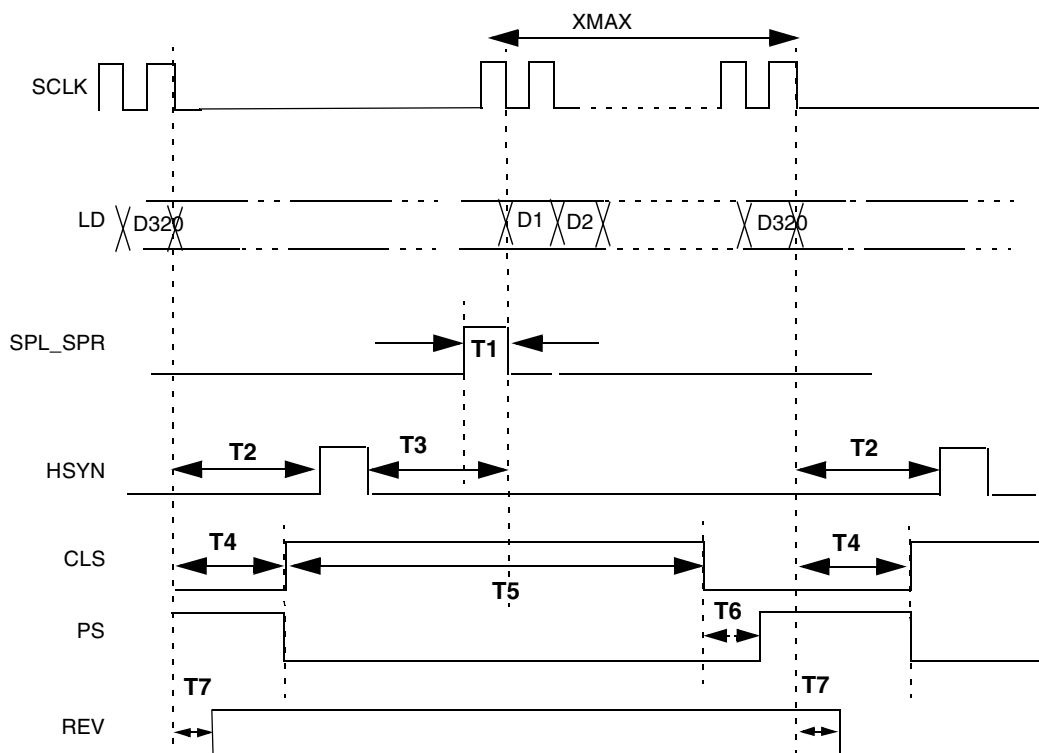 XMAX
SCLK
LD
D320
D1
D2
D320
SPL_SPR
T1
HSYN
T2
T3
T2
CLS
T4
T5
T4
PS
T6
T7
T7
REV